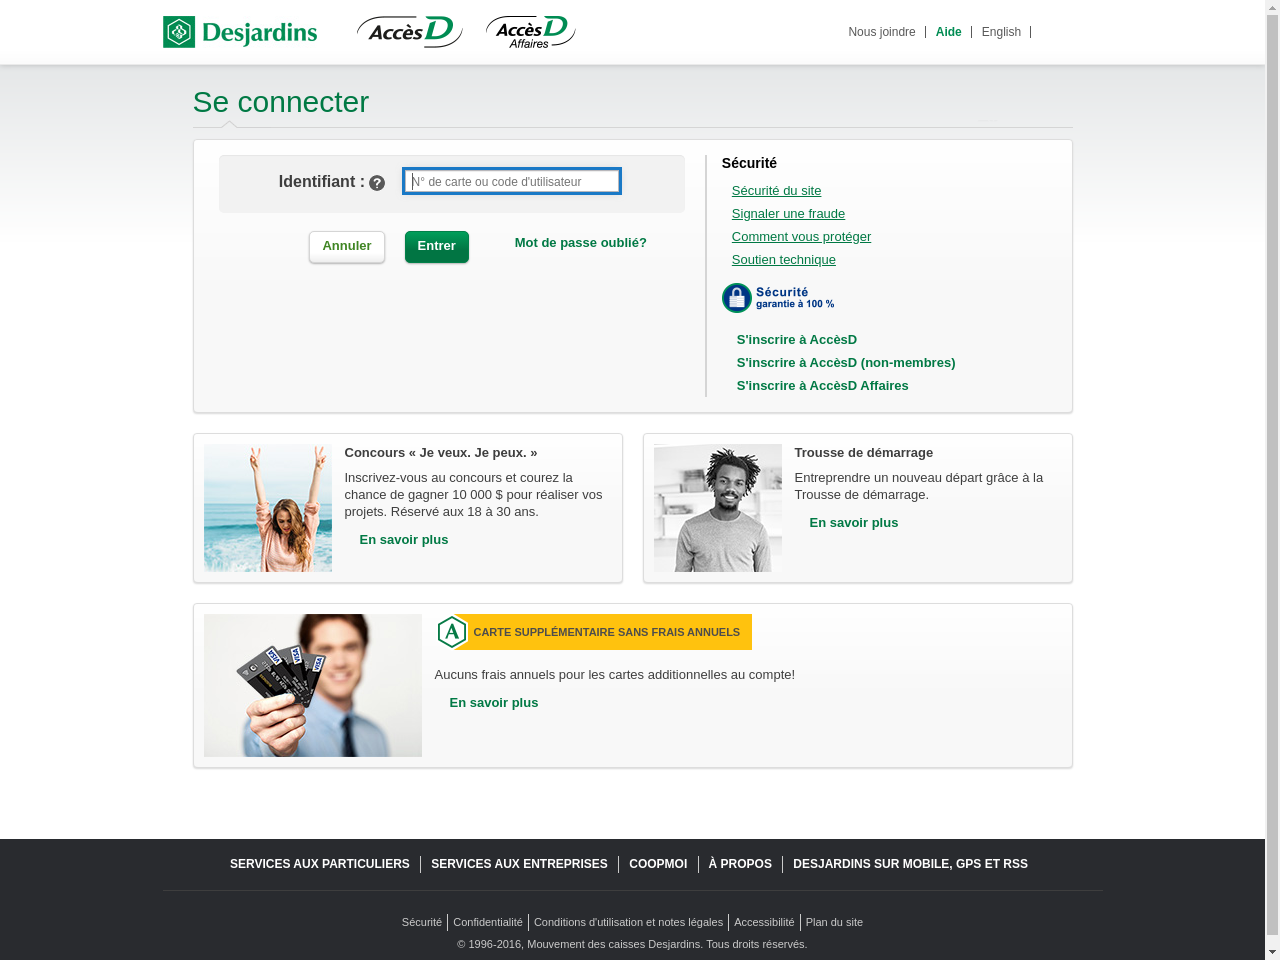 Desjardins
AccèsD
AccèsD
Affaires
Nous joindre
Aide
English
Se connecter
Identifiant : ?
N° de carte ou code d'utilisateur
Annuler
Entrer
Mot de passe oublié?
Sécurité
Sécurité du site
Signaler une fraude
Comment vous protéger
Soutien technique
Sécurité
garantie à 100 %
S'inscrire à AccèsD
S'inscrire à AccèsD (non-membres)
S'inscrire à AccèsD Affaires
Concours « Je veux. Je peux. »
Inscrivez-vous au concours et courez la
chance de gagner 10 000 $ pour réaliser vos
projets. Réservé aux 18 à 30 ans.
En savoir plus
Trousse de démarrage
Entreprendre un nouveau départ grâce à la
Trousse de démarrage.
En savoir plus
VISA
VISA
VISA
A
CARTE SUPPLÉMENTAIRE SANS FRAIS ANNUELS
Aucuns frais annuels pour les cartes additionnelles au compte!
En savoir plus
SERVICES AUX PARTICULIERS
SERVICES AUX ENTREPRISES
COOPMOI
À PROPOS
DESJARDINS SUR MOBILE, GPS ET RSS
Sécurité
Confidentialité
Conditions d'utilisation et notes légales
Accessibilité
Plan du site
© 1996-2016, Mouvement des caisses Desjardins. Tous droits réservés.